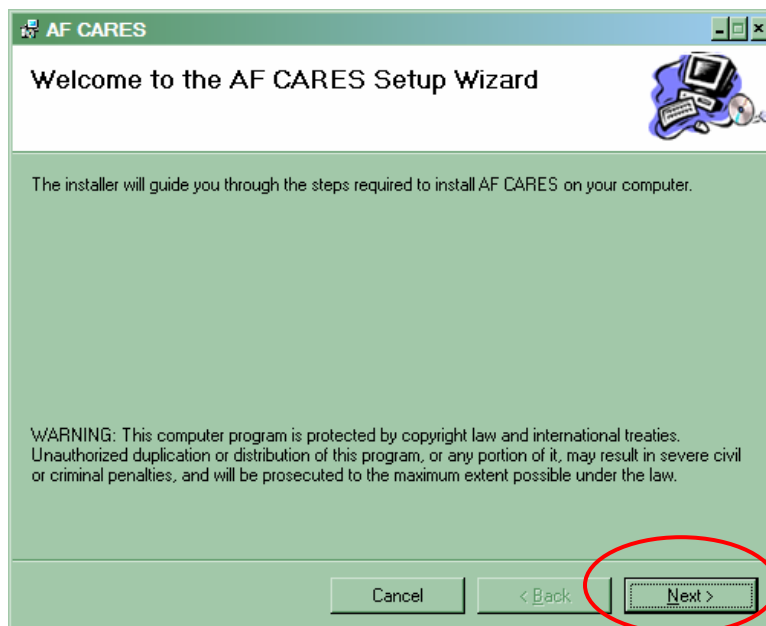 AF CARES
Welcome to the AF CARES Setup Wizard
The installer will guide you through the steps required to install AF CARES on your computer.
WARNING: This computer program is protected by copyright law and international treaties.
Unauthorized duplication or distribution of this program, or any portion of it, may result in severe civil
or criminal penalties, and will be prosecuted to the maximum extent possible under the law.
Cancel < Back Next >